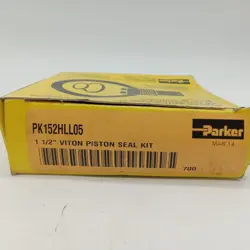 PK152HLL05
1 1/2" VITON PISTON SEAL KIT
Parker